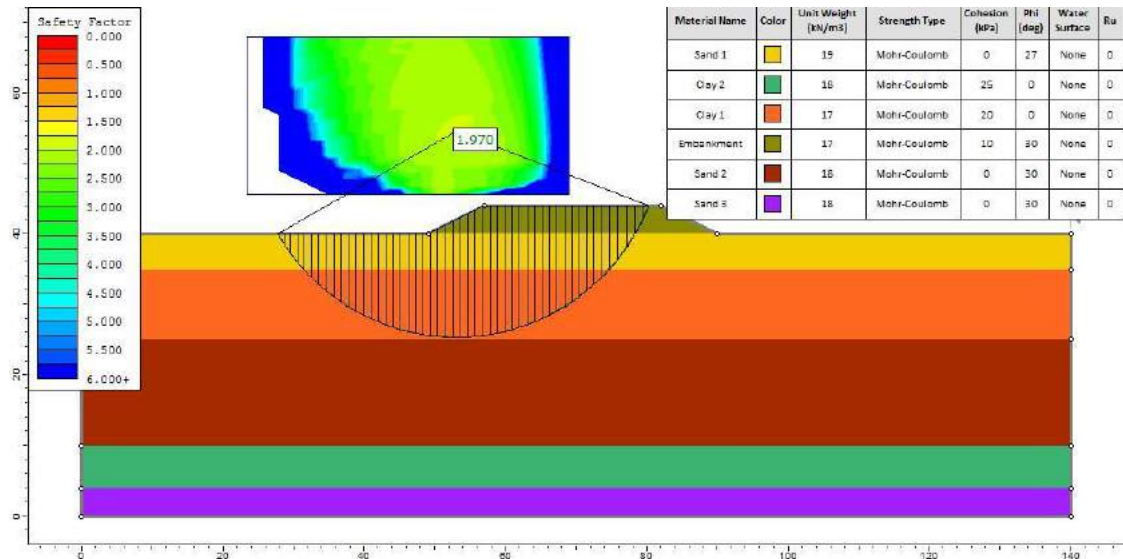 Safety Factor
0.000
0.500
1.000
1.500
2.000
2.500
3.000
3.500
4.000
4.500
5.000
5.500
6.000+
1.970
Material Name Color Unit Weight (kN/m3) Strength Type Cohesion (kPa) Phi (deg) Water Surface Ru
Sand 1 19 Mohr-Coulomb 0 27 None 0
Clay 2 18 Mohr-Coulomb 25 0 None 0
Clay 1 17 Mohr-Coulomb 20 0 None 0
Embankment 17 Mohr-Coulomb 10 30 None 0
Sand 2 18 Mohr-Coulomb 0 30 None 0
Sand 3 18 Mohr-Coulomb 0 30 None 0
60
40
20
0
0 20 40 60 80 100 120 140